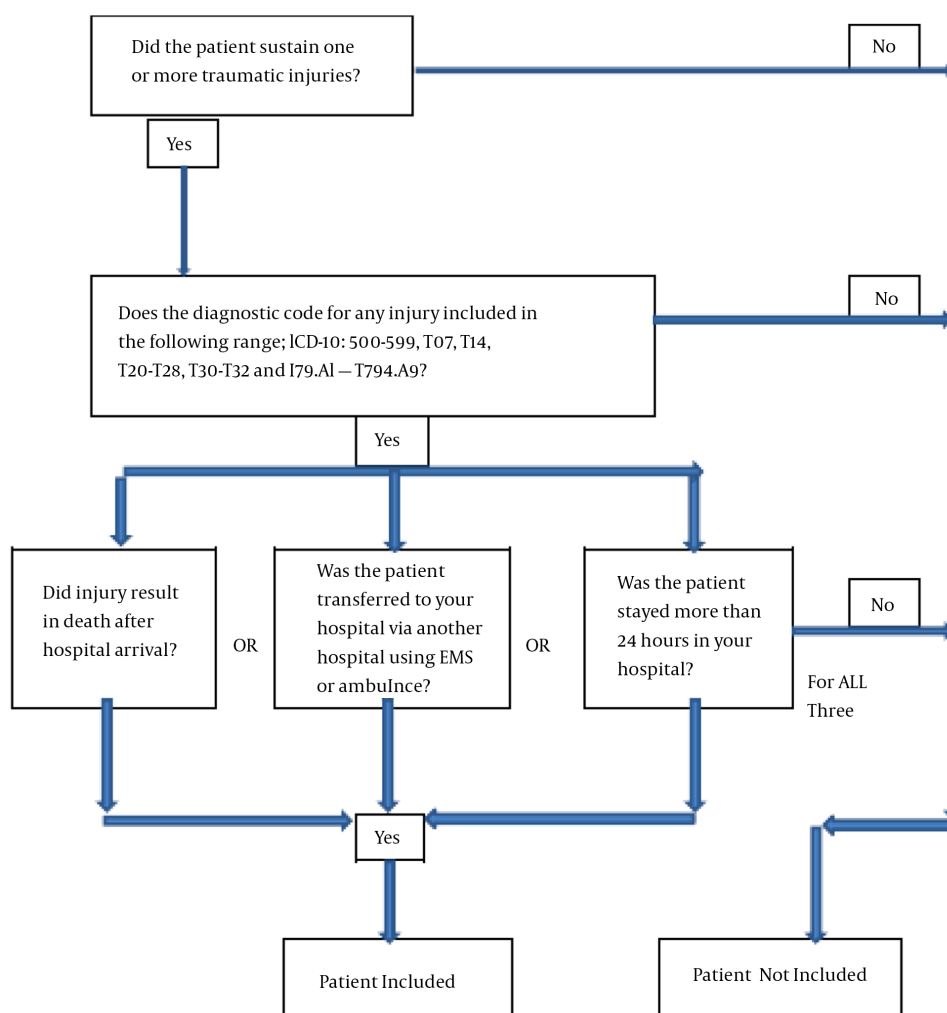 Did the patient sustain one
or more traumatic injuries?
No
Yes
Does the diagnostic code for any injury included in
the following range; lCD-10: 500-599, T07, T14,
T20-T28, T30-T32 and I79.Al — T794.A9?
No
Yes
Did injury result
in death after
hospital arrival?
OR
Was the patient
transferred to your
hospital via another
hospital using EMS
or ambuInce?
OR
Was the patient
stayed more than
24 hours in your
hospital?
No
For ALL
Three
Yes
Patient Included
Patient Not Included